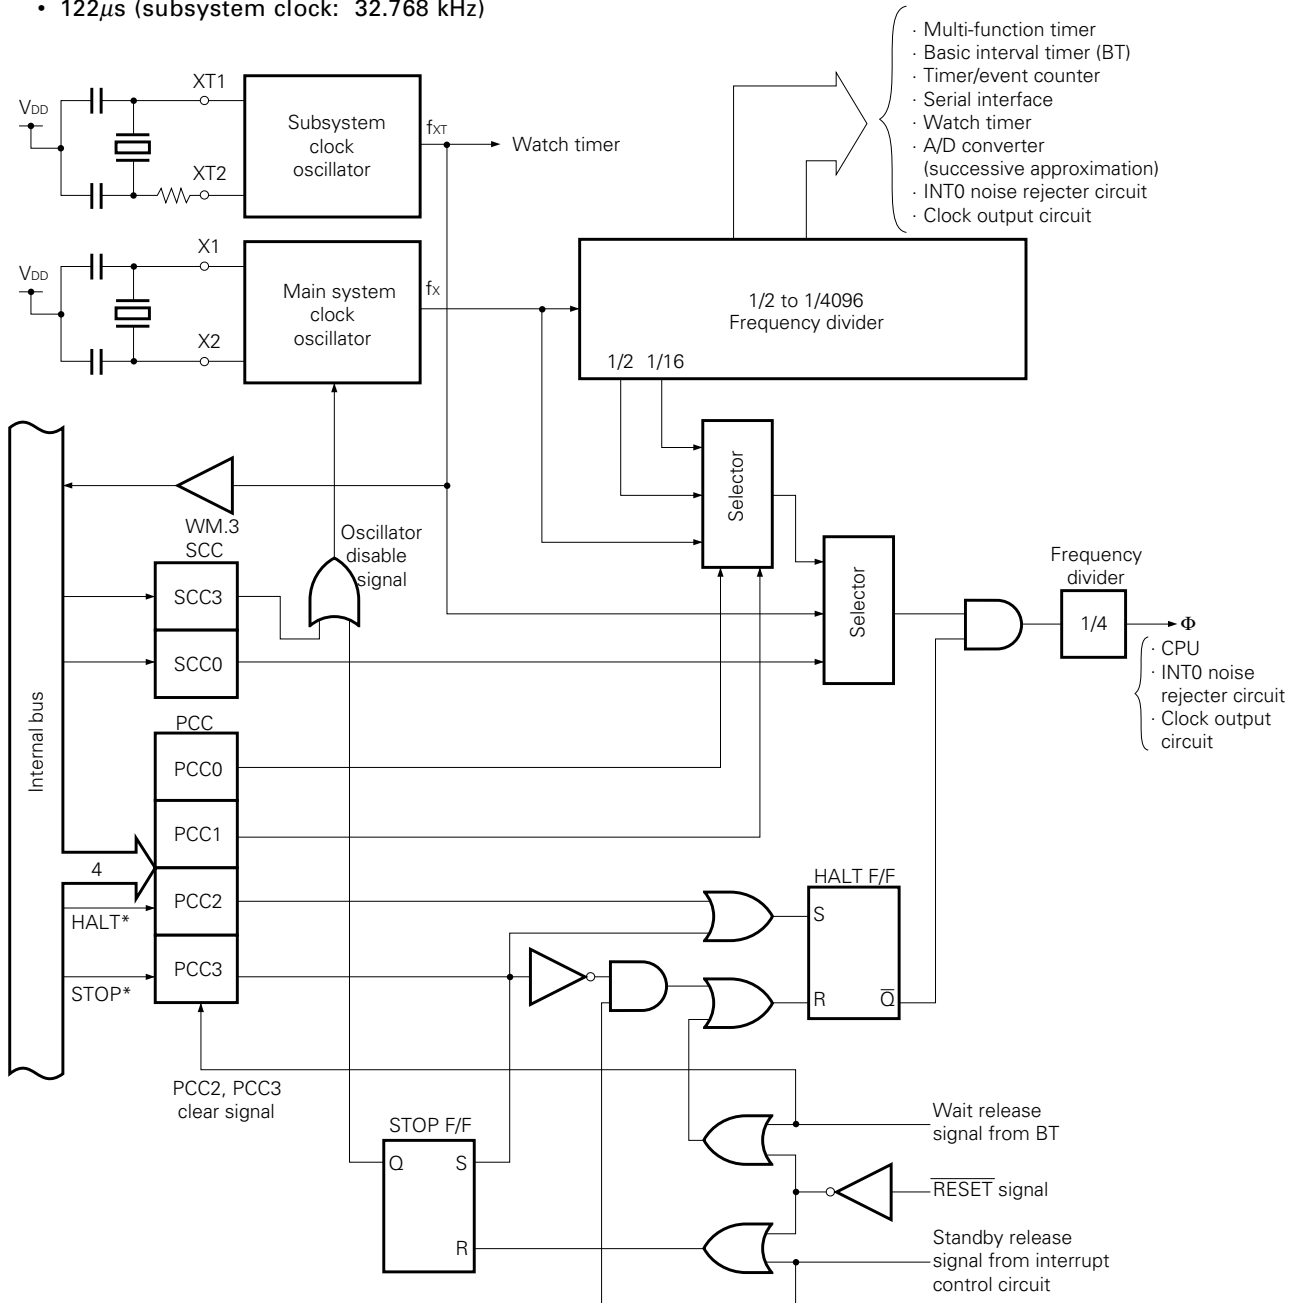 • 122μs (subsystem clock: 32.768 kHz)
· Multi-function timer
· Basic interval timer (BT)
· Timer/event counter
· Serial interface
· Watch timer
· A/D converter
(successive approximation)
· INT0 noise rejecter circuit
· Clock output circuit
VDD
XT1
XT2
Subsystem
clock
oscillator
fXT
Watch timer
VDD
X1
X2
Main system
clock
oscillator
fX
1/2 to 1/4096
Frequency divider
1/2 1/16
Selector
Selector
WM.3
Oscillator
disable
signal
SCC
SCC3
SCC0
Frequency
divider
1/4
Φ
· CPU
· INT0 noise
rejecter circuit
· Clock output
circuit
Internal bus
PCC
PCC0
PCC1
PCC2
PCC3
4
HALT*
STOP*
HALT F/F
S
R
Q̅
PCC2, PCC3
clear signal
STOP F/F
Q
S
R
Wait release
signal from BT
R̅E̅S̅E̅T̅ signal
Standby release
signal from interrupt
control circuit